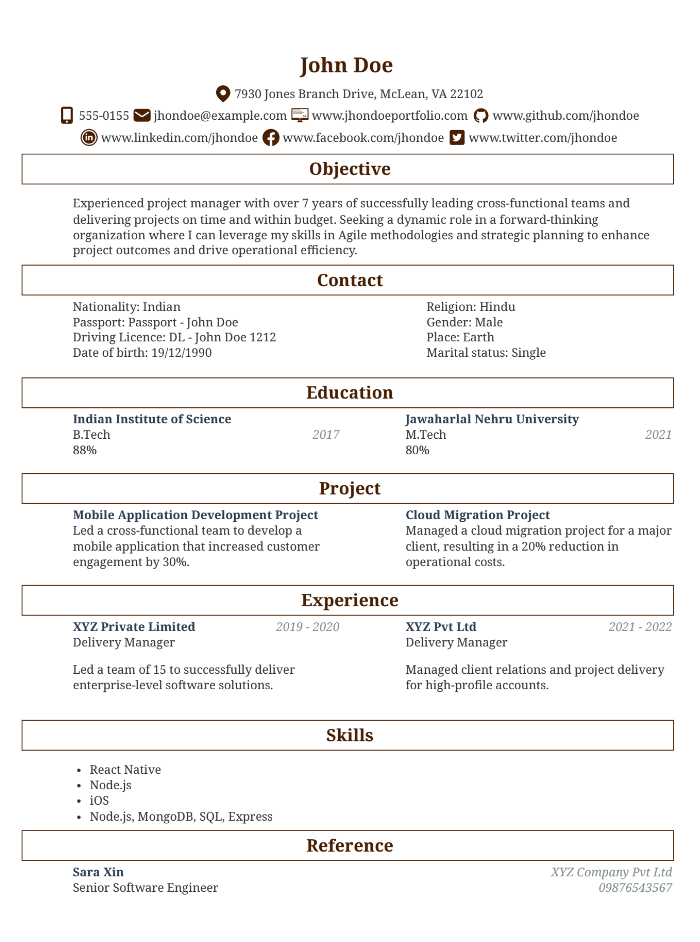 John Doe
7930 Jones Branch Drive, McLean, VA 22102
555-0155 jhondoe@example.com www.jhondoeportfolio.com www.github.com/jhondoe
www.linkedin.com/jhondoe www.facebook.com/jhondoe www.twitter.com/jhondoe
Objective
Experienced project manager with over 7 years of successfully leading cross-functional teams and
delivering projects on time and within budget. Seeking a dynamic role in a forward-thinking
organization where I can leverage my skills in Agile methodologies and strategic planning to enhance
project outcomes and drive operational efficiency.
Contact
Nationality: Indian
Passport: Passport - John Doe
Driving Licence: DL - John Doe 1212
Date of birth: 19/12/1990
Religion: Hindu
Gender: Male
Place: Earth
Marital status: Single
Education
Indian Institute of Science
B.Tech 2017
88%
Jawaharlal Nehru University
M.Tech 2021
80%
Project
Mobile Application Development Project
Led a cross-functional team to develop a
mobile application that increased customer
engagement by 30%.
Cloud Migration Project
Managed a cloud migration project for a major
client, resulting in a 20% reduction in
operational costs.
Experience
XYZ Private Limited 2019 - 2020
Delivery Manager
Led a team of 15 to successfully deliver
enterprise-level software solutions.
XYZ Pvt Ltd 2021 - 2022
Delivery Manager
Managed client relations and project delivery
for high-profile accounts.
Skills
• React Native
• Node.js
• iOS
• Node.js, MongoDB, SQL, Express
Reference
Sara Xin XYZ Company Pvt Ltd
Senior Software Engineer 09876543567